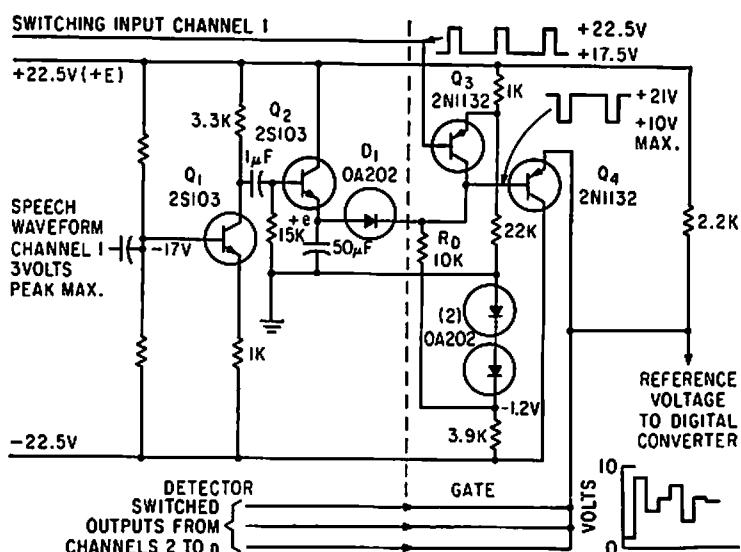 SWITCHING INPUT CHANNEL 1
+22.5V
+17.5V
+22.5V(+E)
3.3K
Q2
2S103
Q3
2N1132
1K
+21V
+10V
MAX.
1µF
D1
OA202
Q1
2S103
Q4
2N1132
SPEECH
WAVEFORM
CHANNEL 1
3VOLTS
PEAK MAX.
-17V
+e
15K
50µF
RD
10K
22K
2.2K
(2)
OA202
1K
-1.2V
3.9K
REFERENCE
VOLTAGE
TO DIGITAL
CONVERTER
-22.5V
DETECTOR
GATE
SWITCHED
OUTPUTS FROM
CHANNELS 2 TO n
VOLTS
10
0